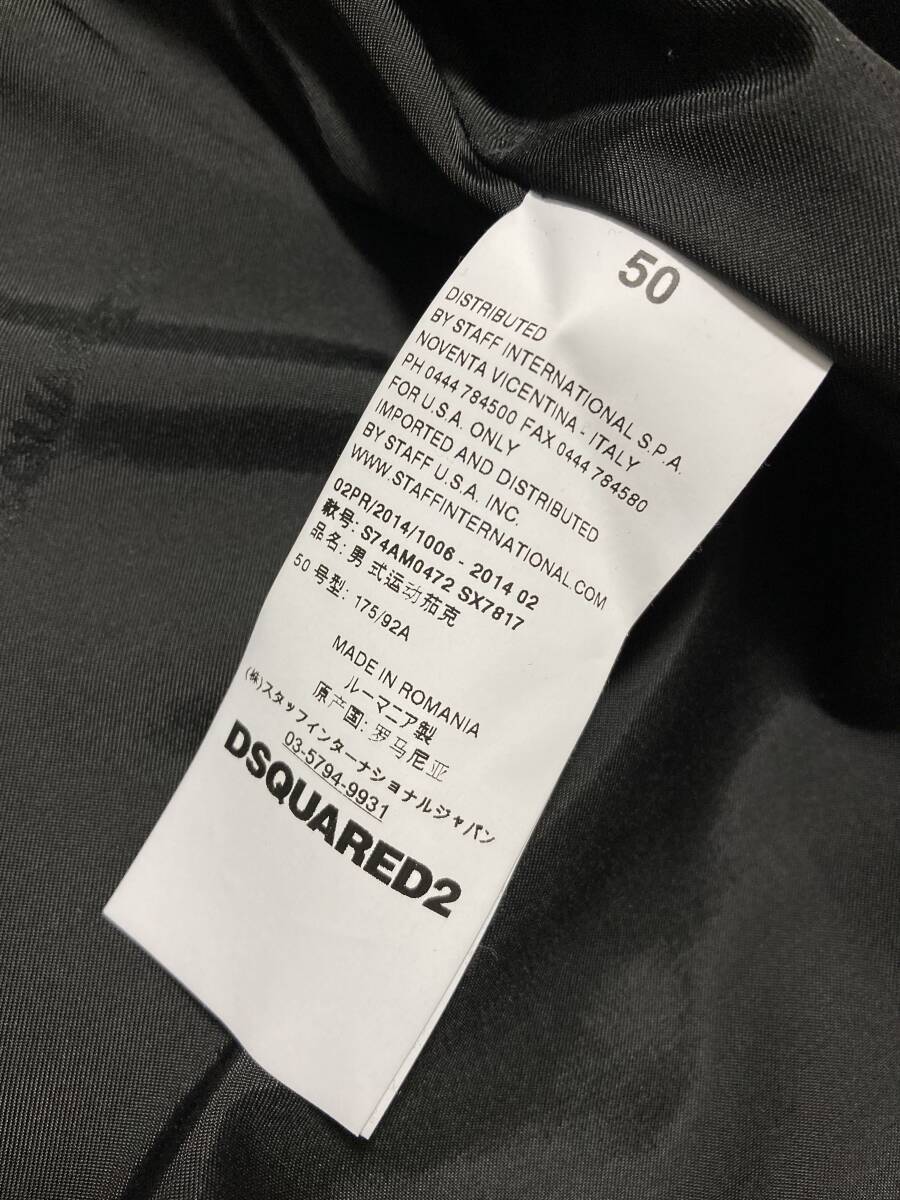 50
DISTRIBUTED
BY STAFF INTERNATIONAL S.P.A.
NOVENTA VICENTINA - ITALY
PH 0444 784500 FAX 0444 784580
FOR U.S.A. ONLY
IMPORTED AND DISTRIBUTED
BY STAFF U.S.A. INC.
WWW.STAFFINTERNATIONAL.COM
02PR/2014/1006 - 2014 02
款号: S74AM0472 SX7817
品名: 男式运动茄克
50 号型: 175/92A
MADE IN ROMANIA
ルーマニア製
原产国: 罗马尼亚
(株)スタッフインターナショナルジャパン
03-5794-9931
DSQUARED2